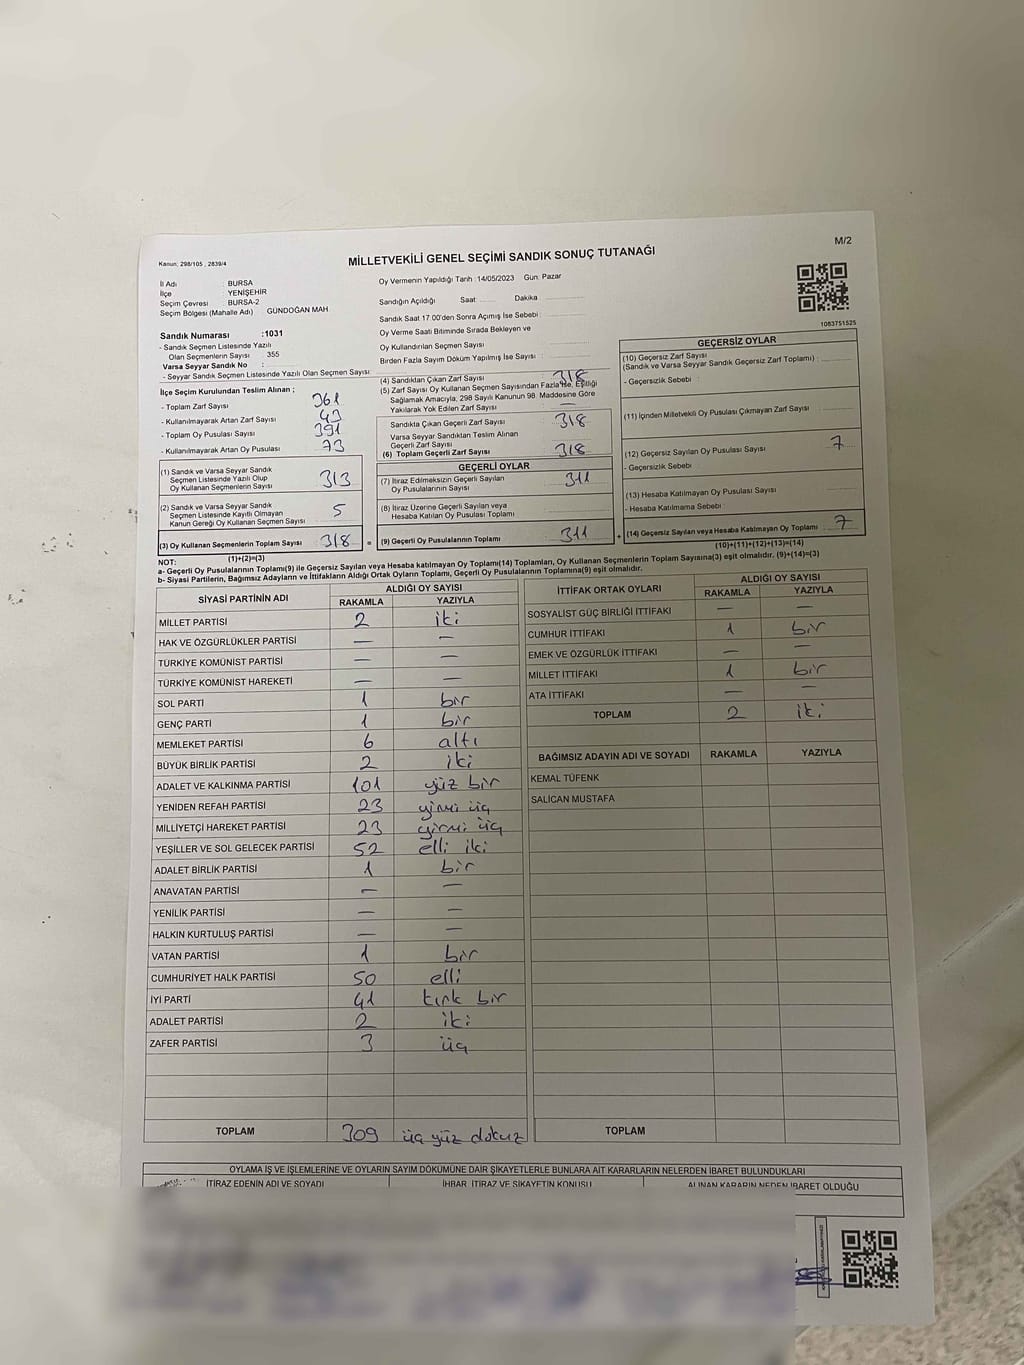 M/2
Kanun; 298/105 , 2839/4
MİLLETVEKİLİ GENEL SEÇİMİ SANDIK SONUÇ TUTANAĞI
İl Adı : BURSA
İlçe : YENİŞEHİR
Seçim Çevresi : BURSA-2
Seçim Bölgesi (Mahalle Adı) : GÜNDOĞAN MAH
Sandık Numarası :1031
- Sandık Seçmen Listesinde Yazılı
Olan Seçmenlerin Sayısı : 355
Varsa Seyyar Sandık No :
- Seyyar Sandık Seçmen Listesinde Yazılı Olan Seçmen Sayısı:
İlçe Seçim Kurulundan Teslim Alınan ;
- Toplam Zarf Sayısı 361
- Kullanılmayarak Artan Zarf Sayısı 43
- Toplam Oy Pusulası Sayısı 391
- Kullanılmayarak Artan Oy Pusulası 73
(1) Sandık ve Varsa Seyyar Sandık
Seçmen Listesinde Yazılı Olup
Oy Kullanan Seçmenlerin Sayısı 313
(2) Sandık ve Varsa Seyyar Sandık
Seçmen Listesinde Kayıtlı Olmayan
Kanun Gereği Oy Kullanan Seçmen Sayısı 5
(3) Oy Kullanan Seçmenlerin Toplam Sayısı 318 =
(1)+(2)=(3)
Oy Vermenin Yapıldığı Tarih : 14/05/2023 Gün: Pazar
Sandığın Açıldığı Saat Dakika
Sandık Saat 17.00'den Sonra Açımış İse Sebebi :
Oy Verme Saati Bitiminde Sırada Bekleyen ve
Oy Kullandırılan Seçmen Sayısı :
Birden Fazla Sayım Döküm Yapılmış İse Sayısı :
(4) Sandıktan Çıkan Zarf Sayısı 318
(5) Zarf Sayısı Oy Kullanan Seçmen Sayısından Fazla İse, Eşitliği
Sağlamak Amacıyla; 298 Sayılı Kanunun 98. Maddesine Göre
Yakılarak Yok Edilen Zarf Sayısı —
Sandıkta Çıkan Geçerli Zarf Sayısı 318
Varsa Seyyar Sandıktan Teslim Alınan
Geçerli Zarf Sayısı
(6) Toplam Geçerli Zarf Sayısı 318
GEÇERLİ OYLAR
(7) İtiraz Edilmeksizin Geçerli Sayılan
Oy Pusulalarının Sayısı 311
(8) İtiraz Üzerine Geçerli Sayılan veya
Hesaba Katılan Oy Pusulası Toplamı
(9) Geçerli Oy Pusulalarının Toplamı 311 +
1083751525
GEÇERSİZ OYLAR
(10) Geçersiz Zarf Sayısı
(Sandık ve Varsa Seyyar Sandık Geçersiz Zarf Toplamı) :
- Geçersizlik Sebebi :
(11) İçinden Milletvekili Oy Pusulası Çıkmayan Zarf Sayısı
(12) Geçersiz Sayılan Oy Pusulası Sayısı 7
- Geçersizlik Sebebi
(13) Hesaba Katılmayan Oy Pusulası Sayısı
- Hesaba Katılmama Sebebi :
(14) Geçersiz Sayılan veya Hesaba Katılmayan Oy Toplamı 7
(10)+(11)+(12)+(13)=(14)
NOT:
a- Geçerli Oy Pusulalarının Toplamı(9) ile Geçersiz Sayılan veya Hesaba katılmayan Oy Toplamı(14) Toplamları, Oy Kullanan Seçmenlerin Toplam Sayısına(3) eşit olmalıdır. (9)+(14)=(3)
b- Siyasi Partilerin, Bağımsız Adayların ve İttifakların Aldığı Ortak Oyların Toplamı, Geçerli Oy Pusulalarının Toplamına(9) eşit olmalıdır.
SİYASİ PARTİNİN ADI ALDIĞI OY SAYISI
RAKAMLA YAZIYLA
MİLLET PARTİSİ 2 iki
HAK VE ÖZGÜRLÜKLER PARTİSİ — —
TÜRKİYE KOMÜNİST PARTİSİ — —
TÜRKİYE KOMÜNİST HAREKETİ — —
SOL PARTİ 1 bir
GENÇ PARTİ 1 bir
MEMLEKET PARTİSİ 6 altı
BÜYÜK BİRLİK PARTİSİ 2 iki
ADALET VE KALKINMA PARTİSİ 101 yüz bir
YENİDEN REFAH PARTİSİ 23 yirmi üç
MİLLİYETÇİ HAREKET PARTİSİ 23 yirmi üç
YEŞİLLER VE SOL GELECEK PARTİSİ 52 elli iki
ADALET BİRLİK PARTİSİ 1 bir
ANAVATAN PARTİSİ — —
YENİLİK PARTİSİ — —
HALKIN KURTULUŞ PARTİSİ — —
VATAN PARTİSİ 1 bir
CUMHURİYET HALK PARTİSİ 50 elli
İYİ PARTİ 41 kırk bir
ADALET PARTİSİ 2 iki
ZAFER PARTİSİ 3 üç
TOPLAM 309 üç yüz dokuz
İTTİFAK ORTAK OYLARI ALDIĞI OY SAYISI
RAKAMLA YAZIYLA
SOSYALİST GÜÇ BİRLİĞİ İTTİFAKI — —
CUMHUR İTTİFAKI 1 bir
EMEK VE ÖZGÜRLÜK İTTİFAKI — —
MİLLET İTTİFAKI 1 bir
ATA İTTİFAKI — —
TOPLAM 2 iki
BAĞIMSIZ ADAYIN ADI VE SOYADI RAKAMLA YAZIYLA
KEMAL TÜFENK
SALİCAN MUSTAFA
TOPLAM
OYLAMA İŞ VE İŞLEMLERİNE VE OYLARIN SAYIM DÖKÜMÜNE DAİR ŞİKAYETLERLE BUNLARA AİT KARARLARIN NELERDEN İBARET BULUNDUKLARI
İTİRAZ EDENİN ADI VE SOYADI İHBAR, İTİRAZ VE ŞİKAYETİN KONUSU ALINAN KARARIN NEDEN İBARET OLDUĞU